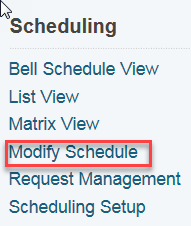 Scheduling
Bell Schedule View
List View
Matrix View
Modify Schedule
Request Management
Scheduling Setup